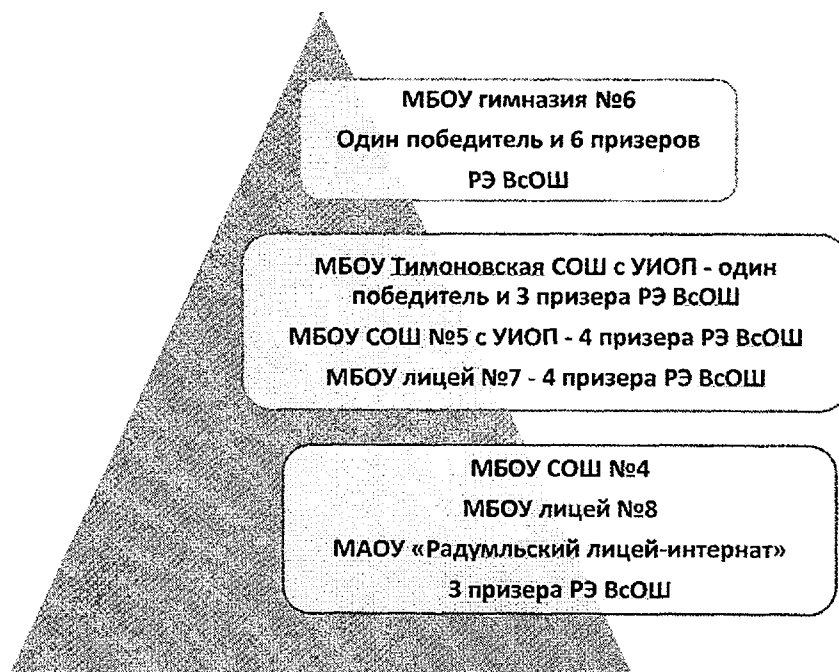 МБОУ гимназия №6
Один победитель и 6 призеров
РЭ ВсОШ
МБОУ Тимоновская СОШ с УИОП - один
победитель и 3 призера РЭ ВсОШ
МБОУ СОШ №5 с УИОП - 4 призера РЭ ВсОШ
МБОУ лицей №7 - 4 призера РЭ ВсОШ
МБОУ СОШ №4
МБОУ лицей №8
МАОУ «Радумльский лицей-интернат»
3 призера РЭ ВсОШ